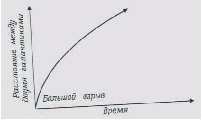 Расстояние между
двумя галактиками
Большой взрыв
время